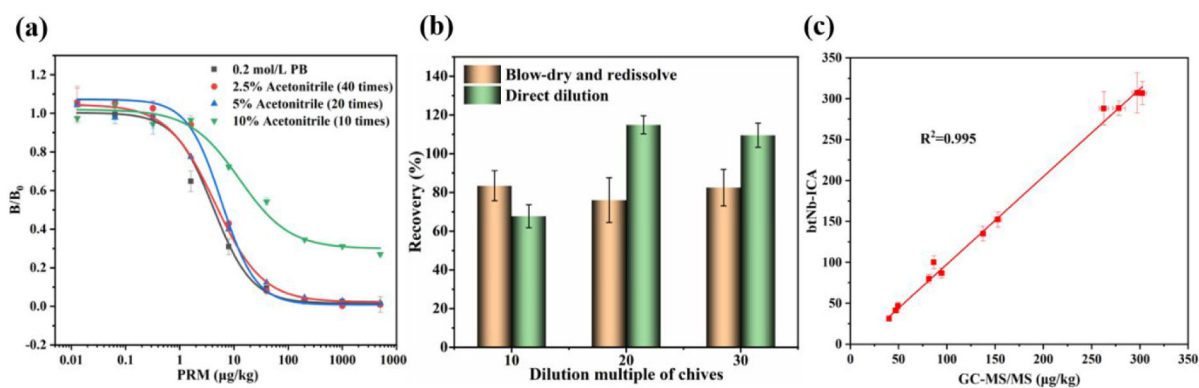 (a)
0.2 mol/L PB
2.5% Acetonitrile (40 times)
5% Acetonitrile (20 times)
10% Acetonitrile (10 times)
1.2
1.0
0.8
0.6
0.4
0.2
0.0
-0.2
B/B0
0.01
0.1
1
10
100
1000
5000
PRM (μg/kg)
(b)
Blow-dry and redissolve
Direct dilution
140
120
100
80
60
40
20
0
Recovery (%)
10
20
30
Dilution multiple of chives
(c)
R²=0.995
350
300
250
200
150
100
50
0
btNb-ICA
0
50
100
150
200
250
300
350
GC-MS/MS (μg/kg)